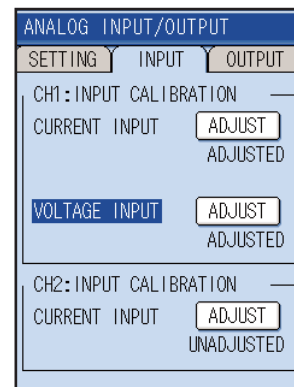 ANALOG INPUT/OUTPUT
SETTING INPUT OUTPUT
CH1:INPUT CALIBRATION
CURRENT INPUT ADJUST
ADJUSTED
VOLTAGE INPUT ADJUST
ADJUSTED
CH2:INPUT CALIBRATION
CURRENT INPUT ADJUST
UNADJUSTED